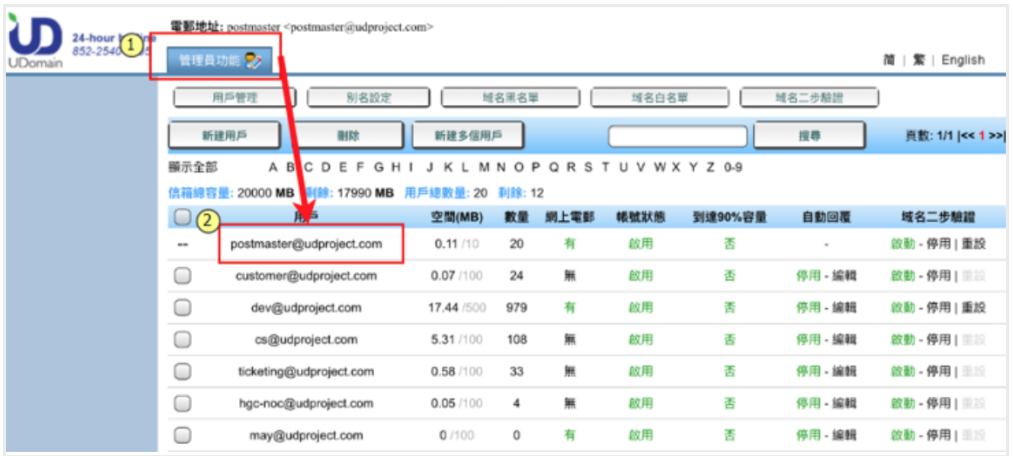 電郵地址: postmaster <postmaster@udproject.com>
UD
UDomain
24-hour
852-2540
1
管理員功能
简 | 繁 | English
用戶管理 別名設定 域名黑名單 域名白名單 域名二步驗證
新建用戶 刪除 新建多個用戶 搜尋 頁數: 1/1 |<< 1 >>|
顯示全部 A B C D E F G H I J K L M N O P Q R S T U V W X Y Z 0-9
信箱總容量: 20000 MB 剩餘: 17990 MB 用戶總數量: 20 剩餘: 12
2
用戶 空間(MB) 數量 網上電郵 帳號狀態 到達90%容量 自動回覆 域名二步驗證
-- postmaster@udproject.com 0.11 /10 20 有 啟用 否 - 啟動 - 停用 | 重設
customer@udproject.com 0.07 /100 24 無 啟用 否 停用 - 編輯 啟動 - 停用 | 重設
dev@udproject.com 17.44 /500 979 有 啟用 否 停用 - 編輯 啟動 - 停用 | 重設
cs@udproject.com 5.31 /100 108 無 啟用 否 停用 - 編輯 啟動 - 停用 | 重設
ticketing@udproject.com 0.58 /100 33 無 啟用 否 停用 - 編輯 啟動 - 停用 | 重設
hgc-noc@udproject.com 0.05 /100 4 無 啟用 否 停用 - 編輯 啟動 - 停用 | 重設
may@udproject.com 0 /100 0 有 啟用 否 停用 - 編輯 啟動 - 停用 | 重設